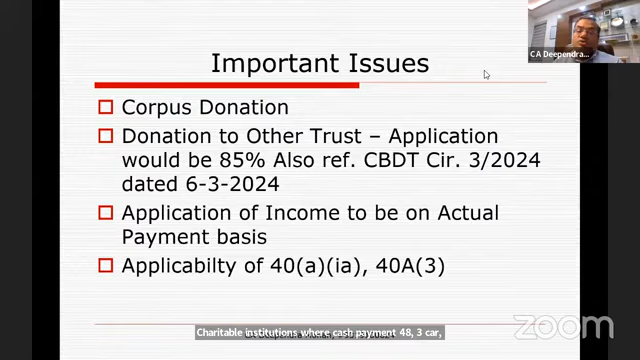 CA Deependra...
Important Issues
Corpus Donation
Donation to Other Trust – Application
would be 85% Also ref. CBDT Cir. 3/2024
dated 6-3-2024
Application of Income to be on Actual
Payment basis
Applicabilty of 40(a)(ia), 40A(3)
Charitable institutions where cash payment 48, 3 car,
zoom